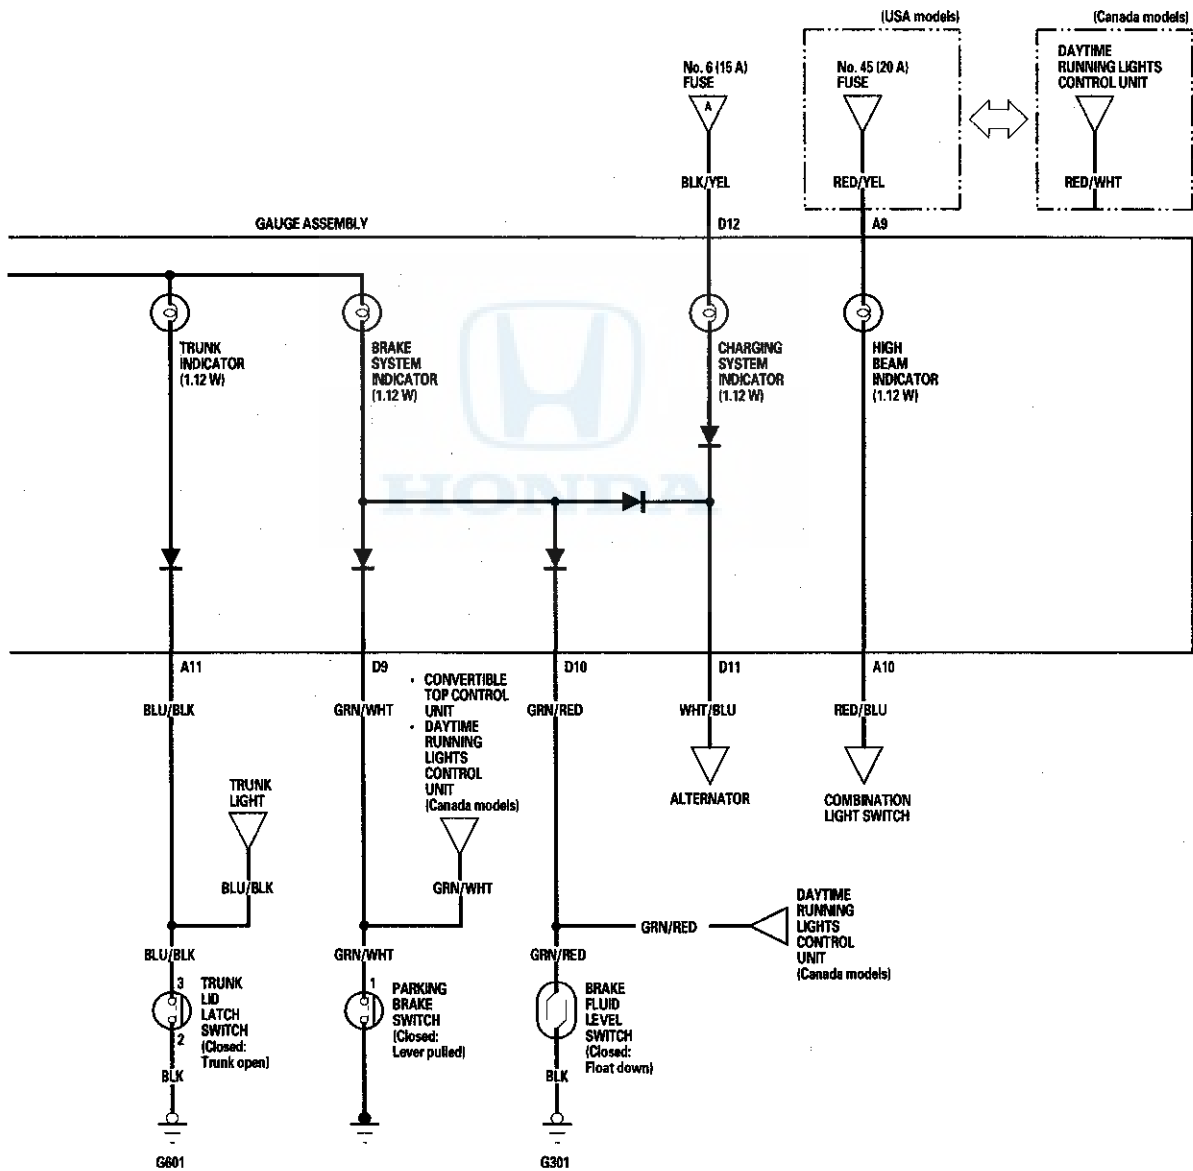 (USA models)
(Canada models)
No. 6 (15 A)
FUSE
A
No. 45 (20 A)
FUSE
DAYTIME
RUNNING LIGHTS
CONTROL UNIT
BLK/YEL
RED/YEL
RED/WHT
GAUGE ASSEMBLY
D12
A9
TRUNK
INDICATOR
(1.12 W)
BRAKE
SYSTEM
INDICATOR
(1.12 W)
CHARGING
SYSTEM
INDICATOR
(1.12 W)
HIGH
BEAM
INDICATOR
(1.12 W)
HONDA
A11
D9
D10
D11
A10
BLU/BLK
GRN/WHT
• CONVERTIBLE
TOP CONTROL
UNIT
• DAYTIME
RUNNING
LIGHTS
CONTROL
UNIT
(Canada models)
GRN/RED
WHT/BLU
RED/BLU
TRUNK
LIGHT
ALTERNATOR
COMBINATION
LIGHT SWITCH
BLU/BLK
GRN/WHT
GRN/RED
DAYTIME
RUNNING
LIGHTS
CONTROL
UNIT
(Canada models)
BLU/BLK
GRN/WHT
GRN/RED
3
TRUNK
LID
LATCH
SWITCH
(Closed:
Trunk open)
2
1
PARKING
BRAKE
SWITCH
(Closed:
Lever pulled)
BRAKE
FLUID
LEVEL
SWITCH
(Closed:
Float down)
BLK
BLK
G601
G301